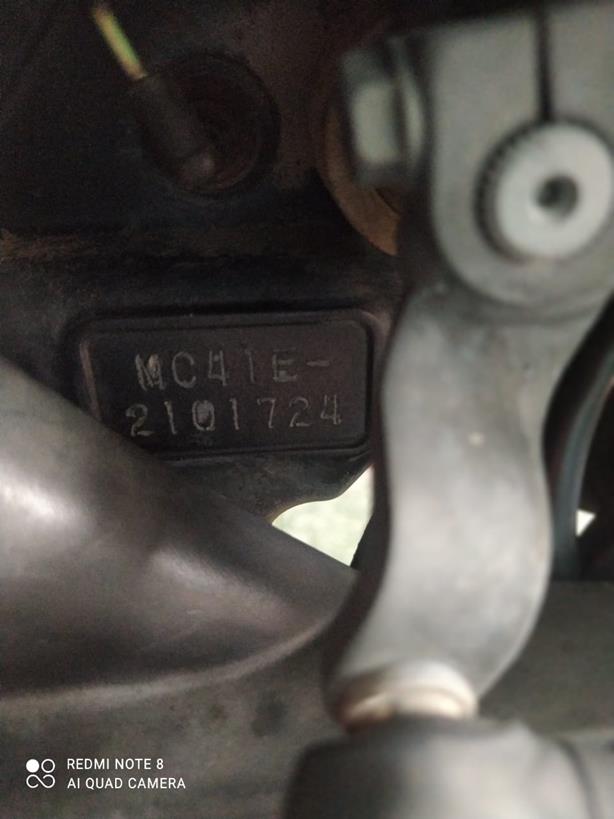 MC41E-
2101724
REDMI NOTE 8
AI QUAD CAMERA